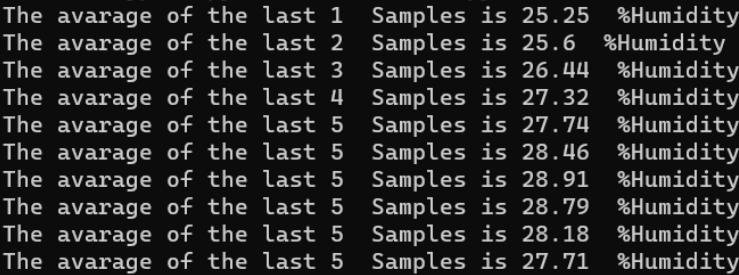 The avarage of the last 1  Samples is 25.25  %Humidity
The avarage of the last 2  Samples is 25.6  %Humidity
The avarage of the last 3  Samples is 26.44  %Humidity
The avarage of the last 4  Samples is 27.32  %Humidity
The avarage of the last 5  Samples is 27.74  %Humidity
The avarage of the last 5  Samples is 28.46  %Humidity
The avarage of the last 5  Samples is 28.91  %Humidity
The avarage of the last 5  Samples is 28.79  %Humidity
The avarage of the last 5  Samples is 28.18  %Humidity
The avarage of the last 5  Samples is 27.71  %Humidity